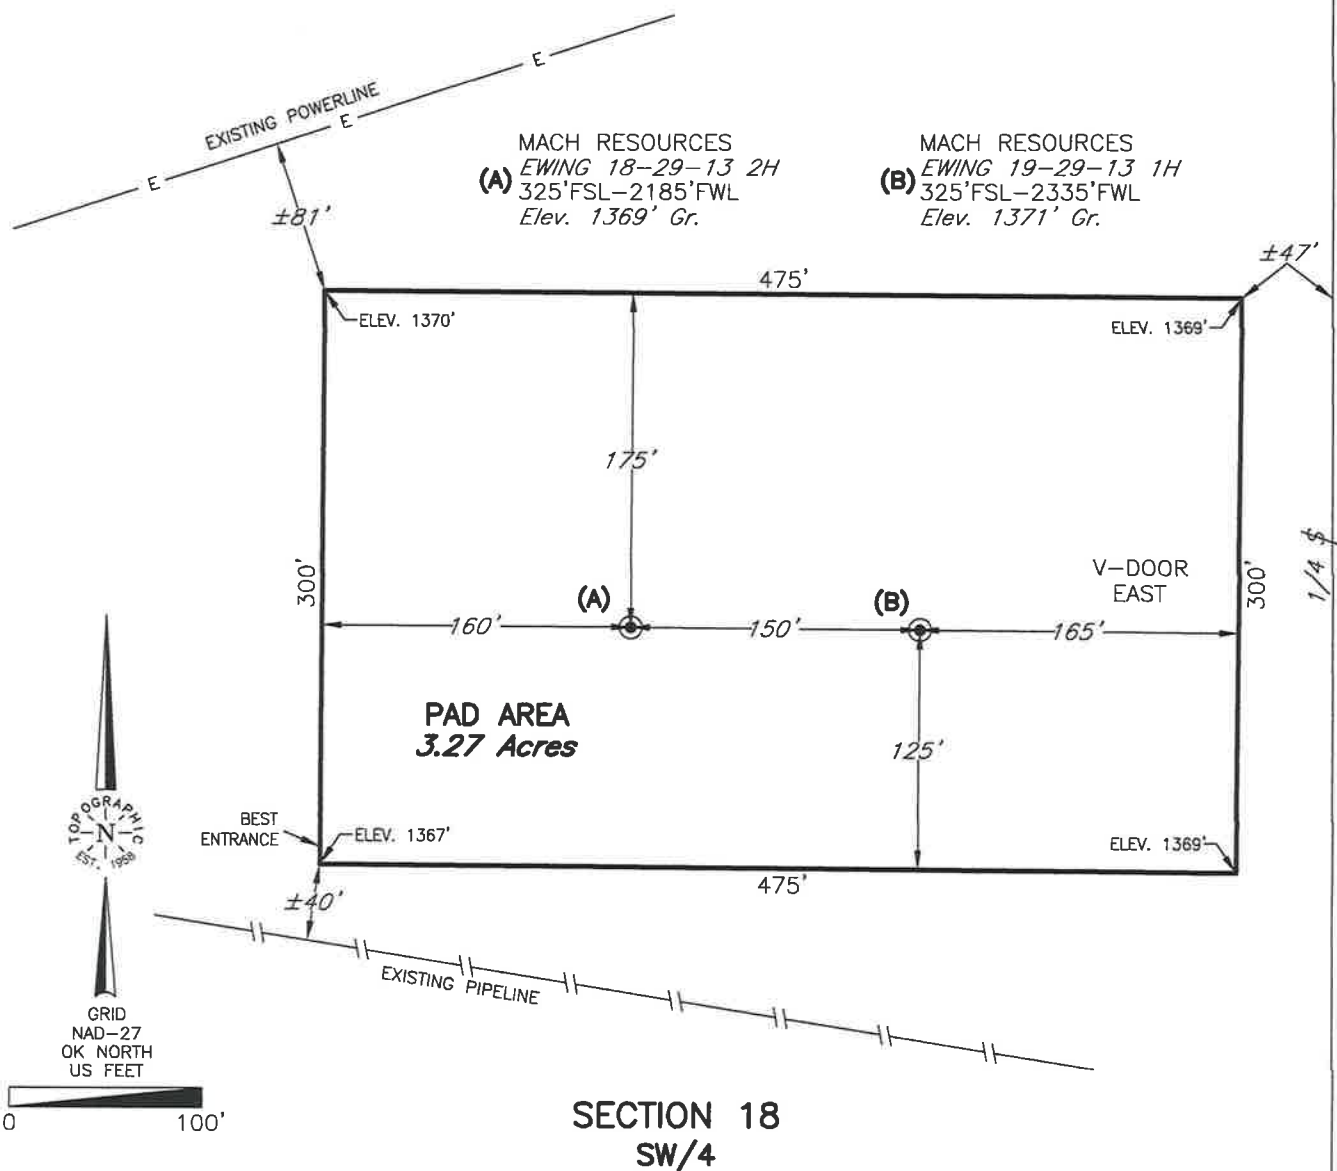 EXISTING POWERLINE
E
E
E
±81'
MACH RESOURCES
(A) EWING 18-29-13 2H
325'FSL-2185'FWL
Elev. 1369' Gr.
MACH RESOURCES
(B) EWING 19-29-13 1H
325'FSL-2335'FWL
Elev. 1371' Gr.
±47'
475'
ELEV. 1370'
ELEV. 1369'
175'
300'
V-DOOR
EAST
300'
1/4
(A)
(B)
160'
150'
165'
PAD AREA
3.27 Acres
125'
BEST
ENTRANCE
ELEV. 1367'
ELEV. 1369'
475'
±40'
EXISTING PIPELINE
TOPOGRAPHIC
N
EST. 1958
GRID
NAD-27
OK NORTH
US FEET
0 100'
SECTION 18
SW/4